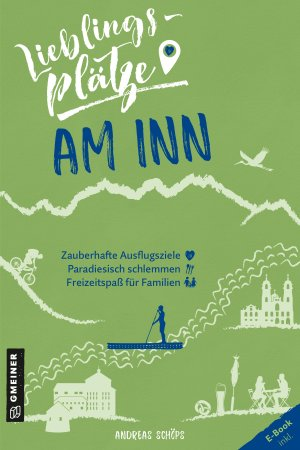 Lieblings-
plätze
AM INN
Zauberhafte Ausflugsziele
Paradiesisch schlemmen
Freizeitspaß für Familien
GMEINER
ANDREAS SCHÖPS
E-Book
inkl.